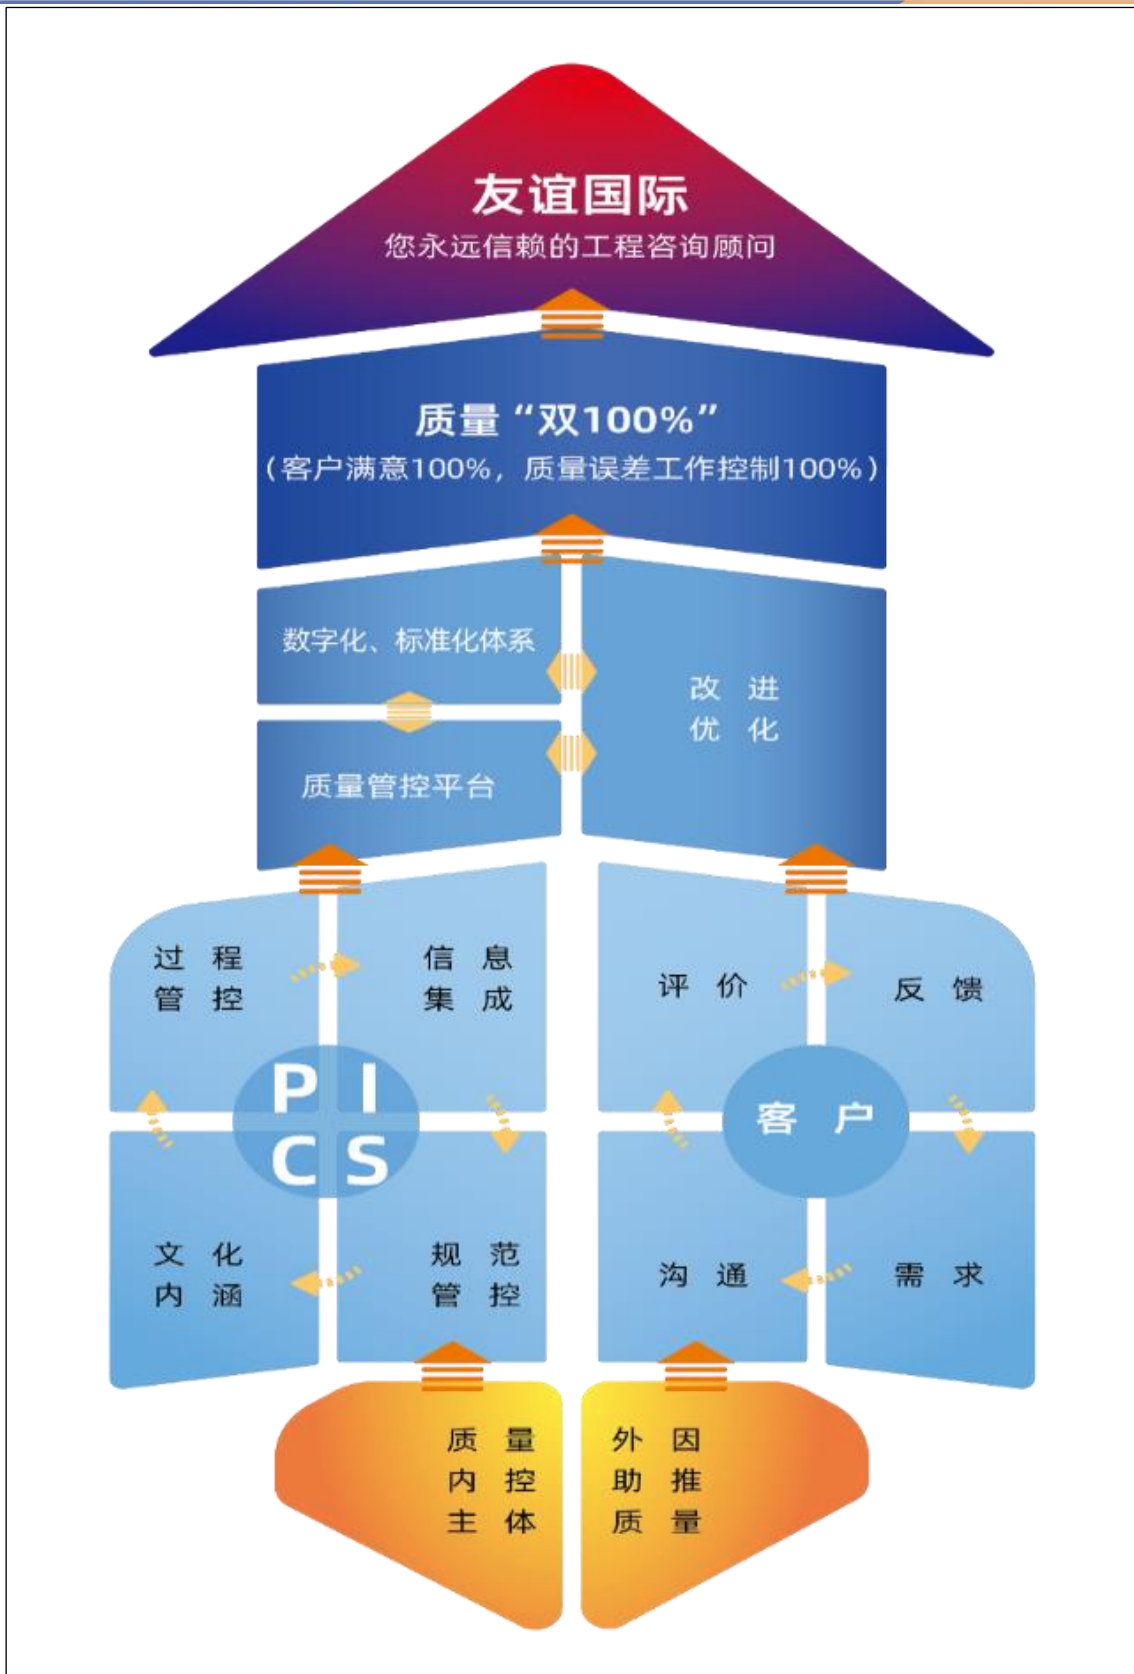 友谊国际
您永远信赖的工程咨询顾问
质量“双100%”
（客户满意100%，质量误差工作控制100%）
数字化、标准化体系
改 进
优 化
质量管控平台
过 程
管 控
信 息
集 成
评 价
反 馈
P I
C S
客 户
文 化
内 涵
规 范
管 控
沟 通
需 求
质 量
内 控
主 体
外 因
助 推
质 量